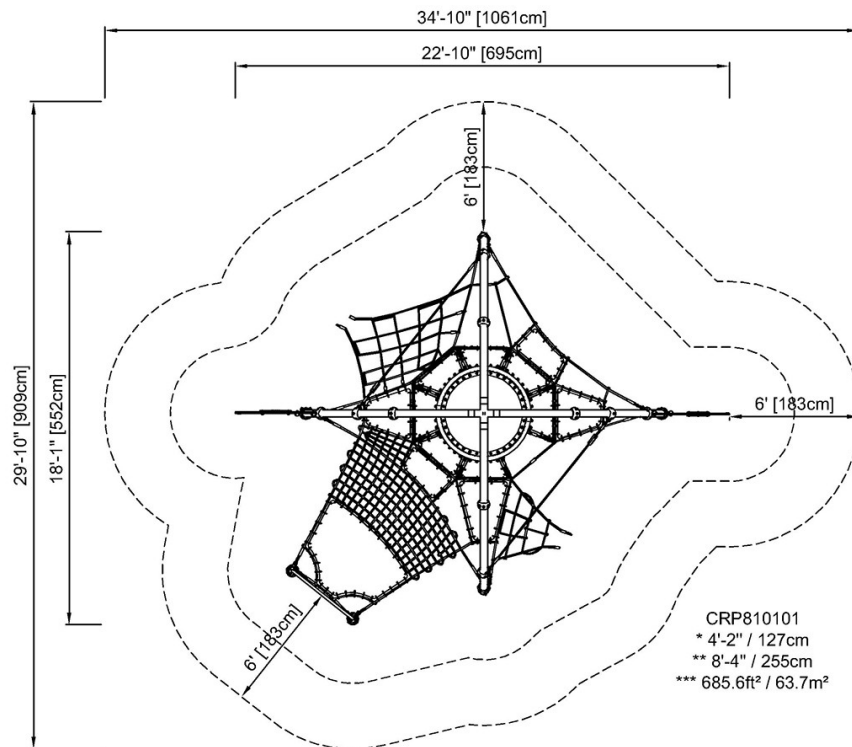 34'-10" [1061cm]
22'-10" [695cm]
6' [183cm]
29'-10" [909cm]
18'-1" [552cm]
6' [183cm]
6' [183cm]
CRP810101
* 4'-2" / 127cm
** 8'-4" / 255cm
*** 685.6ft² / 63.7m²